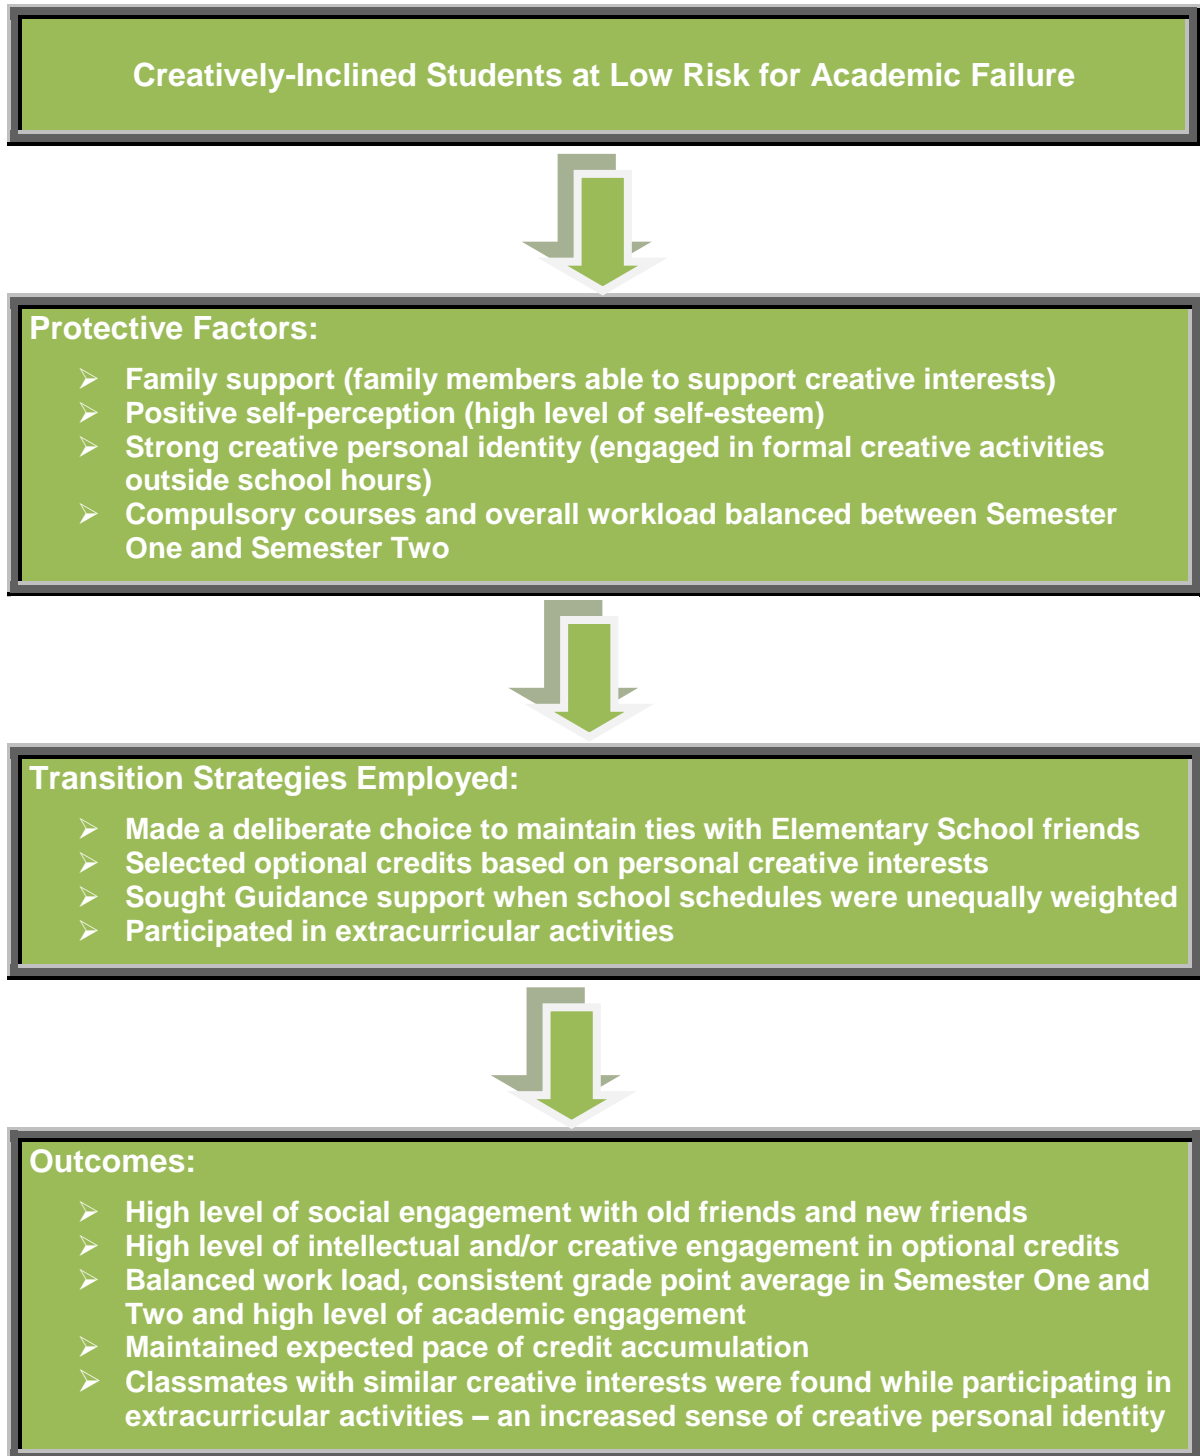 Creatively-Inclined Students at Low Risk for Academic Failure
Protective Factors:
➢ Family support (family members able to support creative interests)
➢ Positive self-perception (high level of self-esteem)
➢ Strong creative personal identity (engaged in formal creative activities
outside school hours)
➢ Compulsory courses and overall workload balanced between Semester
One and Semester Two
Transition Strategies Employed:
➢ Made a deliberate choice to maintain ties with Elementary School friends
➢ Selected optional credits based on personal creative interests
➢ Sought Guidance support when school schedules were unequally weighted
➢ Participated in extracurricular activities
Outcomes:
➢ High level of social engagement with old friends and new friends
➢ High level of intellectual and/or creative engagement in optional credits
➢ Balanced work load, consistent grade point average in Semester One and
Two and high level of academic engagement
➢ Maintained expected pace of credit accumulation
➢ Classmates with similar creative interests were found while participating in
extracurricular activities – an increased sense of creative personal identity